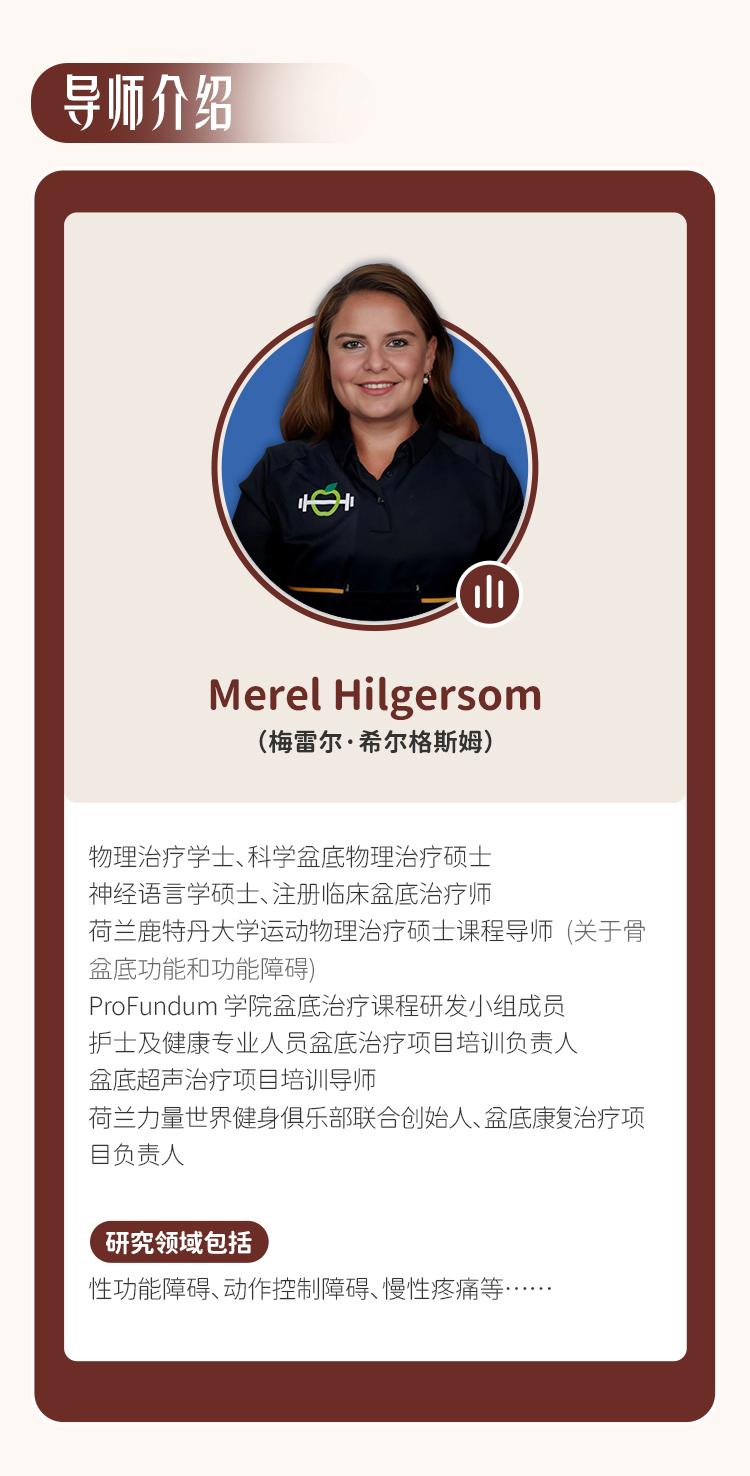 导师介绍
Merel Hilgersom
（梅雷尔·希尔格斯姆）
物理治疗学士、科学盆底物理治疗硕士
神经语言学硕士、注册临床盆底治疗师
荷兰鹿特丹大学运动物理治疗硕士课程导师 (关于骨
盆底功能和功能障碍)
ProFundum 学院盆底治疗课程研发小组成员
护士及健康专业人员盆底治疗项目培训负责人
盆底超声治疗项目培训导师
荷兰力量世界健身俱乐部联合创始人、盆底康复治疗项
目负责人
研究领域包括
性功能障碍、动作控制障碍、慢性疼痛等……